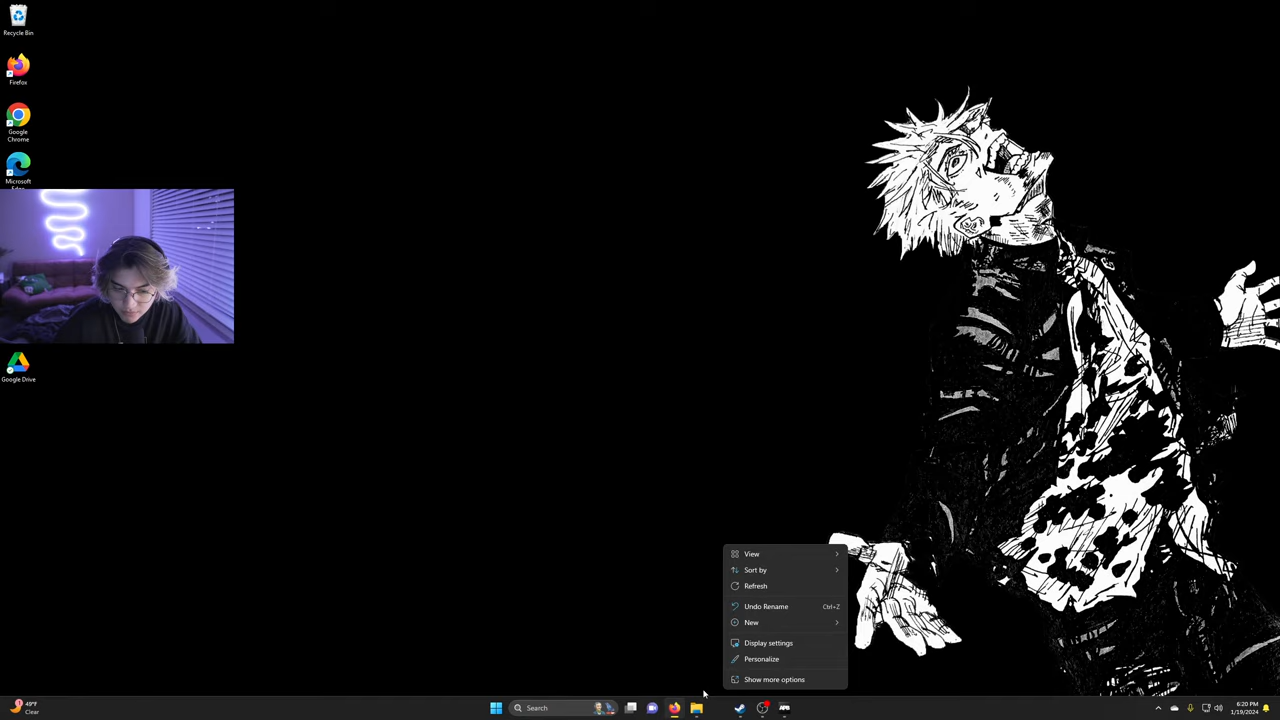 Recycle Bin
Firefox
Google
Chrome
Microsoft
Google Drive
View
Sort by
Refresh
Undo Rename Ctrl+Z
New
Display settings
Personalize
Show more options
49°F
Clear
Search
6:20 PM
1/19/2024